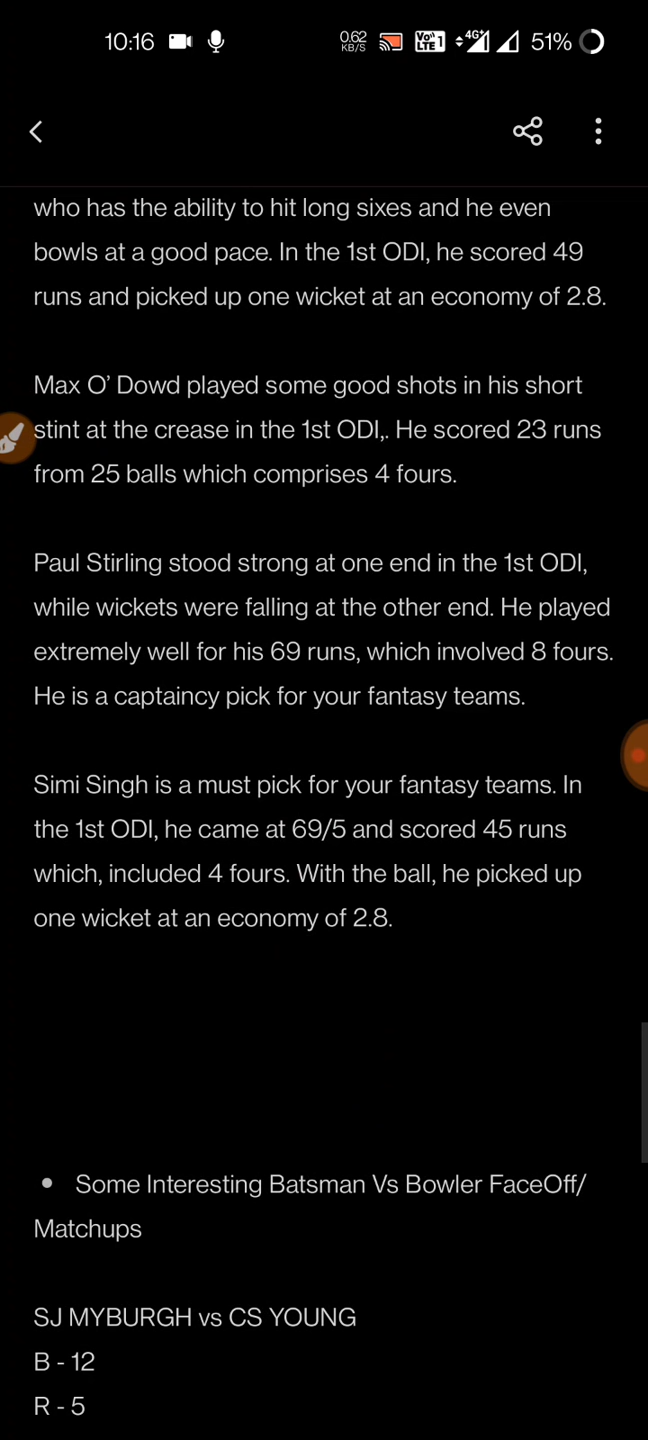 10:16
0.62
KB/S
Vo))
LTE 1
4G+
51%
who has the ability to hit long sixes and he even
bowls at a good pace. In the 1st ODI, he scored 49
runs and picked up one wicket at an economy of 2.8.
Max O’ Dowd played some good shots in his short
stint at the crease in the 1st ODI,. He scored 23 runs
from 25 balls which comprises 4 fours.
Paul Stirling stood strong at one end in the 1st ODI,
while wickets were falling at the other end. He played
extremely well for his 69 runs, which involved 8 fours.
He is a captaincy pick for your fantasy teams.
Simi Singh is a must pick for your fantasy teams. In
the 1st ODI, he came at 69/5 and scored 45 runs
which, included 4 fours. With the ball, he picked up
one wicket at an economy of 2.8.
• Some Interesting Batsman Vs Bowler FaceOff/
Matchups
SJ MYBURGH vs CS YOUNG
B - 12
R - 5